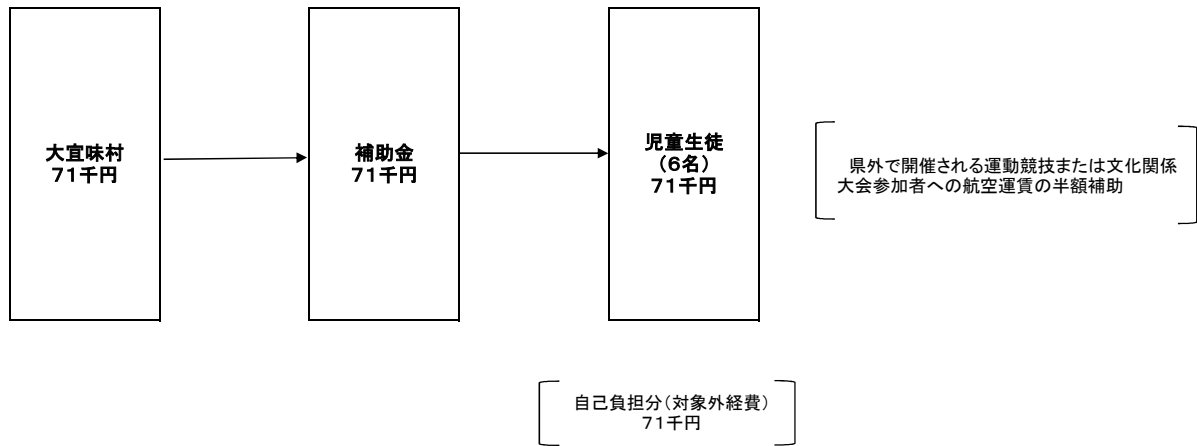 大宜味村
71千円
補助金
71千円
児童生徒
(6名)
71千円
県外で開催される運動競技または文化関係
大会参加者への航空運賃の半額補助
自己負担分(対象外経費)
71千円